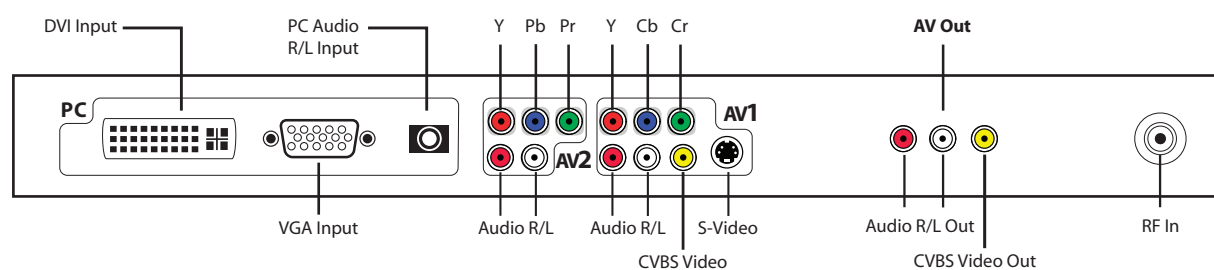 DVI Input
PC Audio
R/L Input
Y Pb Pr
Y Cb Cr
AV Out
PC
AV1
AV2
VGA Input
Audio R/L
Audio R/L
S-Video
Audio R/L Out
RF In
CVBS Video
CVBS Video Out